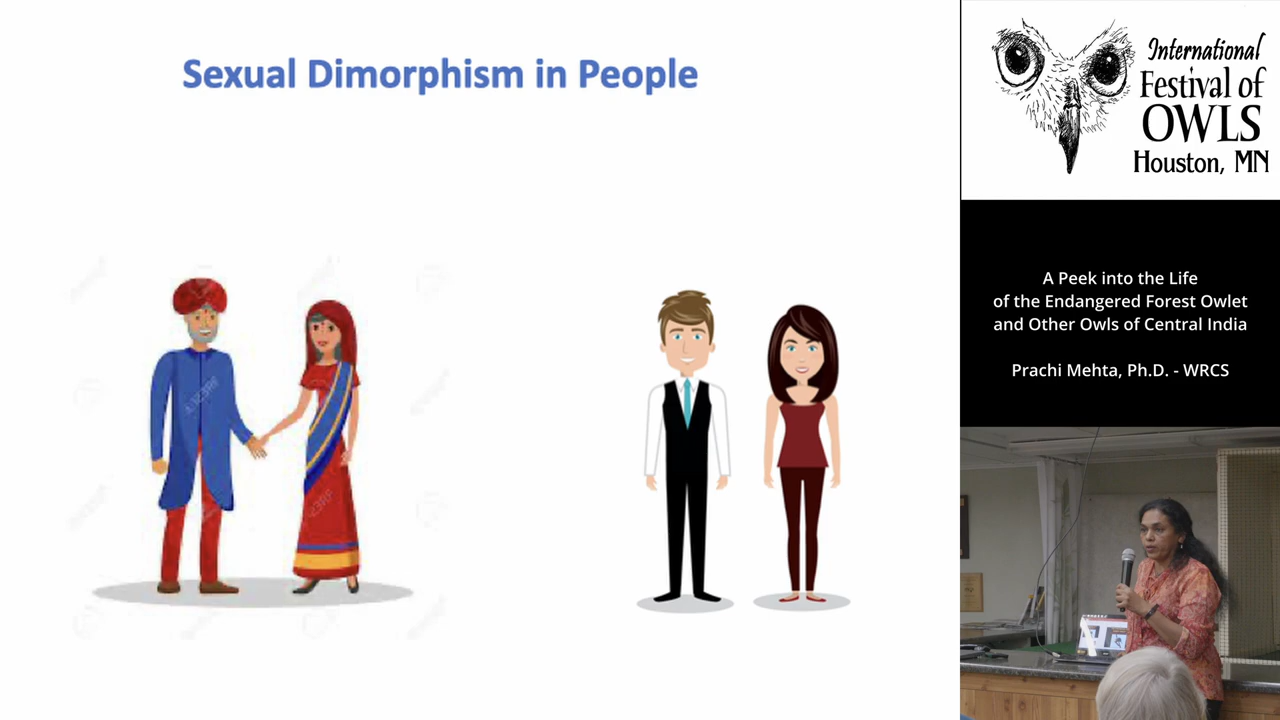 Sexual Dimorphism in People
International
Festival of
OWLS
Houston, MN
A Peek into the Life
of the Endangered Forest Owlet
and Other Owls of Central India
Prachi Mehta, Ph.D. - WRCS